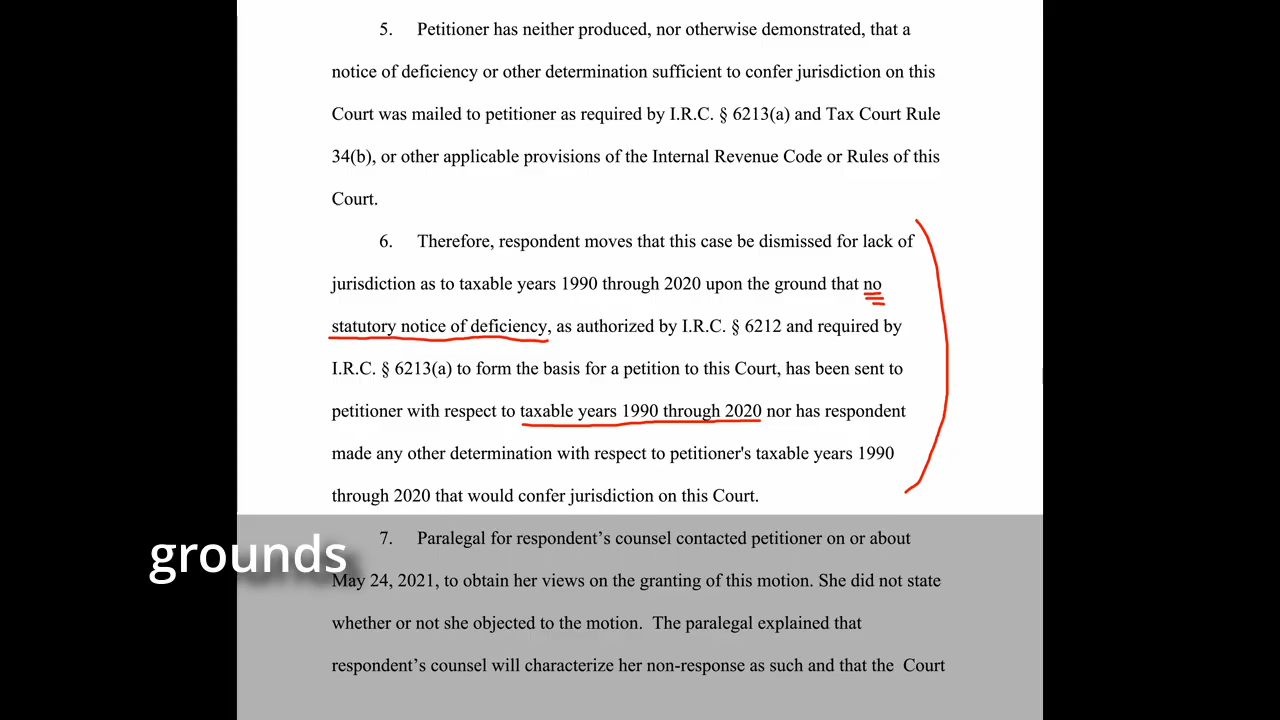 5. Petitioner has neither produced, nor otherwise demonstrated, that a
notice of deficiency or other determination sufficient to confer jurisdiction on this
Court was mailed to petitioner as required by I.R.C. § 6213(a) and Tax Court Rule
34(b), or other applicable provisions of the Internal Revenue Code or Rules of this
Court.
6. Therefore, respondent moves that this case be dismissed for lack of
jurisdiction as to taxable years 1990 through 2020 upon the ground that no
statutory notice of deficiency, as authorized by I.R.C. § 6212 and required by
I.R.C. § 6213(a) to form the basis for a petition to this Court, has been sent to
petitioner with respect to taxable years 1990 through 2020 nor has respondent
made any other determination with respect to petitioner's taxable years 1990
through 2020 that would confer jurisdiction on this Court.
7. Paralegal for respondent’s counsel contacted petitioner on or about
grounds
May 24, 2021, to obtain her views on the granting of this motion. She did not state
whether or not she objected to the motion.  The paralegal explained that
respondent’s counsel will characterize her non-response as such and that the  Court